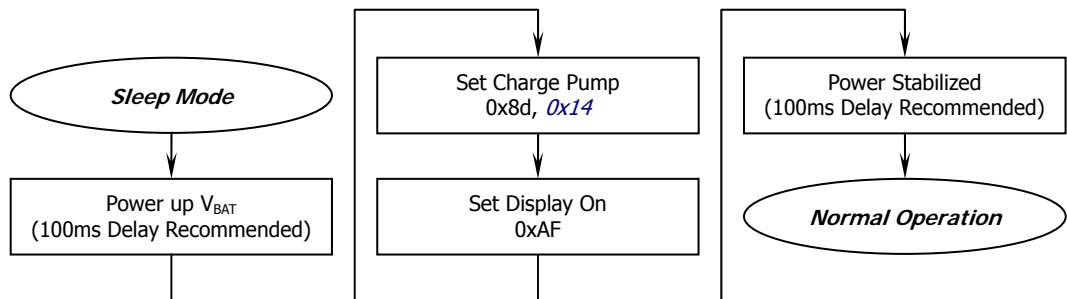 Sleep Mode
Power up VBAT
(100ms Delay Recommended)
Set Charge Pump
0x8d, 0x14
Set Display On
0xAF
Power Stabilized
(100ms Delay Recommended)
Normal Operation